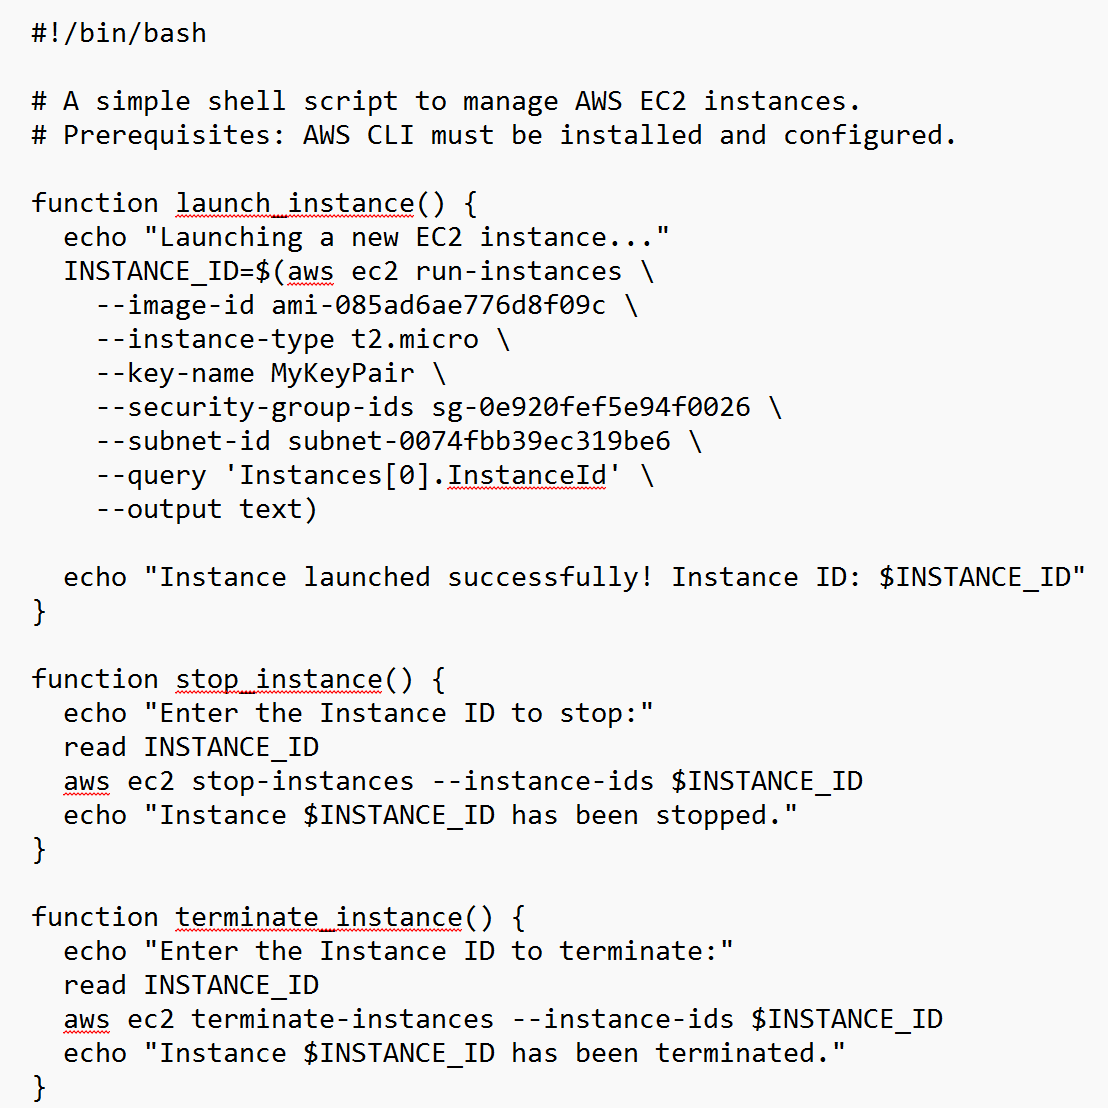 #!/bin/bash
# A simple shell script to manage AWS EC2 instances.
# Prerequisites: AWS CLI must be installed and configured.
function launch_instance() {
  echo "Launching a new EC2 instance..."
  INSTANCE_ID=$(aws ec2 run-instances \
    --image-id ami-085ad6ae776d8f09c \
    --instance-type t2.micro \
    --key-name MyKeyPair \
    --security-group-ids sg-0e920fef5e94f0026 \
    --subnet-id subnet-0074fbb39ec319be6 \
    --query 'Instances[0].InstanceId' \
    --output text)
  echo "Instance launched successfully! Instance ID: $INSTANCE_ID"
}
function stop_instance() {
  echo "Enter the Instance ID to stop:"
  read INSTANCE_ID
  aws ec2 stop-instances --instance-ids $INSTANCE_ID
  echo "Instance $INSTANCE_ID has been stopped."
}
function terminate_instance() {
  echo "Enter the Instance ID to terminate:"
  read INSTANCE_ID
  aws ec2 terminate-instances --instance-ids $INSTANCE_ID
  echo "Instance $INSTANCE_ID has been terminated."
}